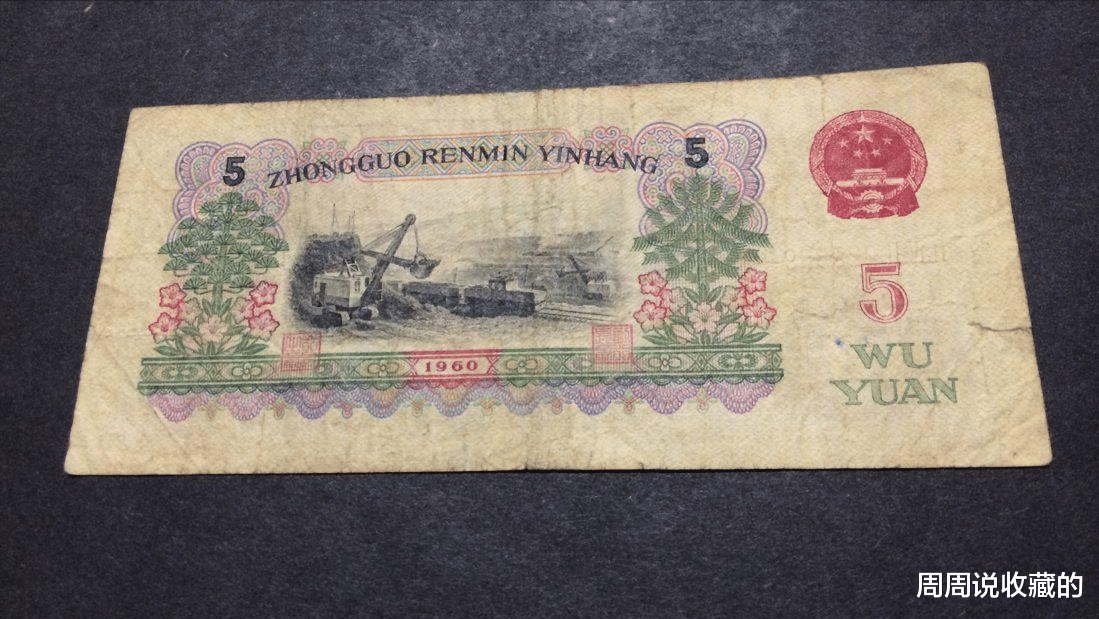 5 ZHONGGUO RENMIN YINHANG 5
1960
5
WU
YUAN
周周说收藏的